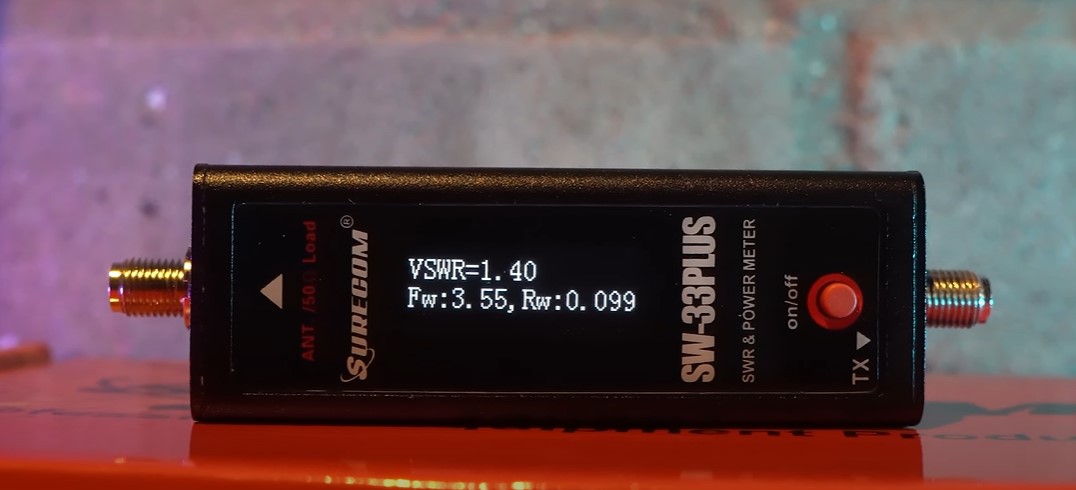 ANT /50Ω Load
SURECOM®
VSWR=1.40
Fw:3.55,Rw:0.099
SW-33PLUS
SWR & POWER METER
on/off
TX